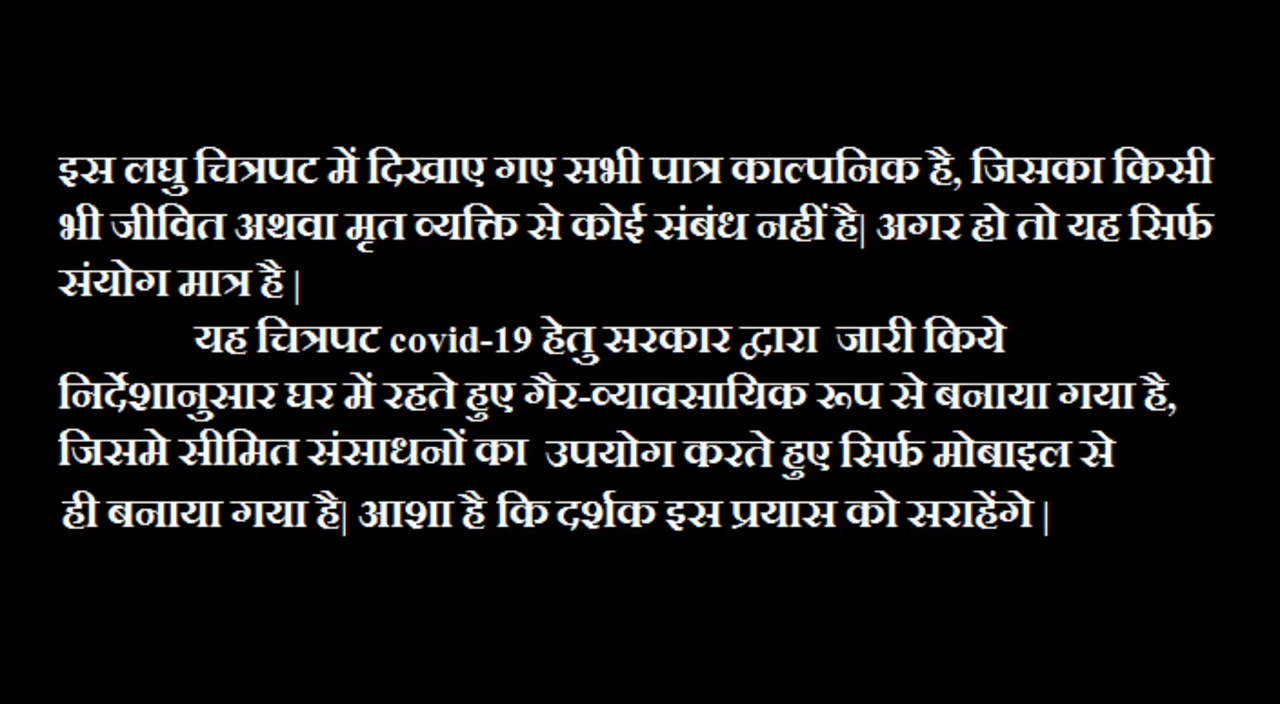 इस लघु चित्रपट में दिखाए गए सभी पात्र काल्पनिक है, जिसका किसी
भी जीवित अथवा मृत व्यक्ति से कोई संबंध नहीं है| अगर हो तो यह सिर्फ
संयोग मात्र है |
यह चित्रपट covid-19 हेतु सरकार द्वारा जारी किये
निर्देशानुसार घर में रहते हुए गैर-व्यावसायिक रूप से बनाया गया है,
जिसमे सीमित संसाधनों का उपयोग करते हुए सिर्फ मोबाइल से
ही बनाया गया है| आशा है कि दर्शक इस प्रयास को सराहेंगे |